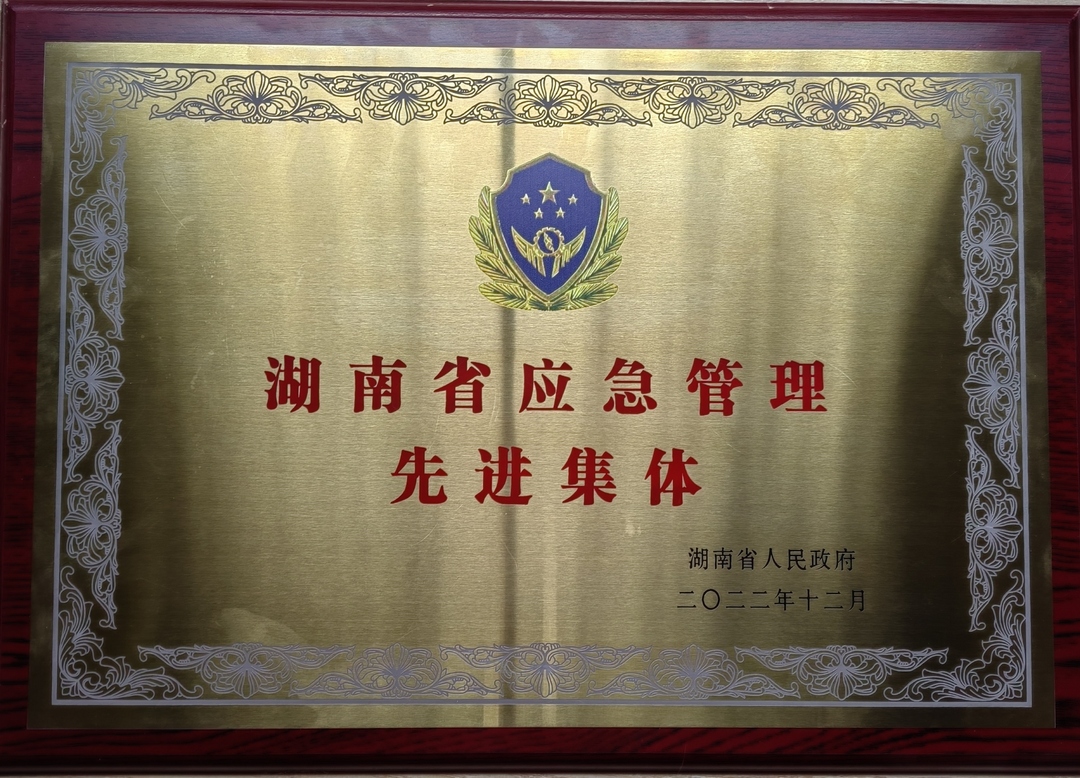 湖南省应急管理
先进集体
湖南省人民政府
二〇二二年十二月